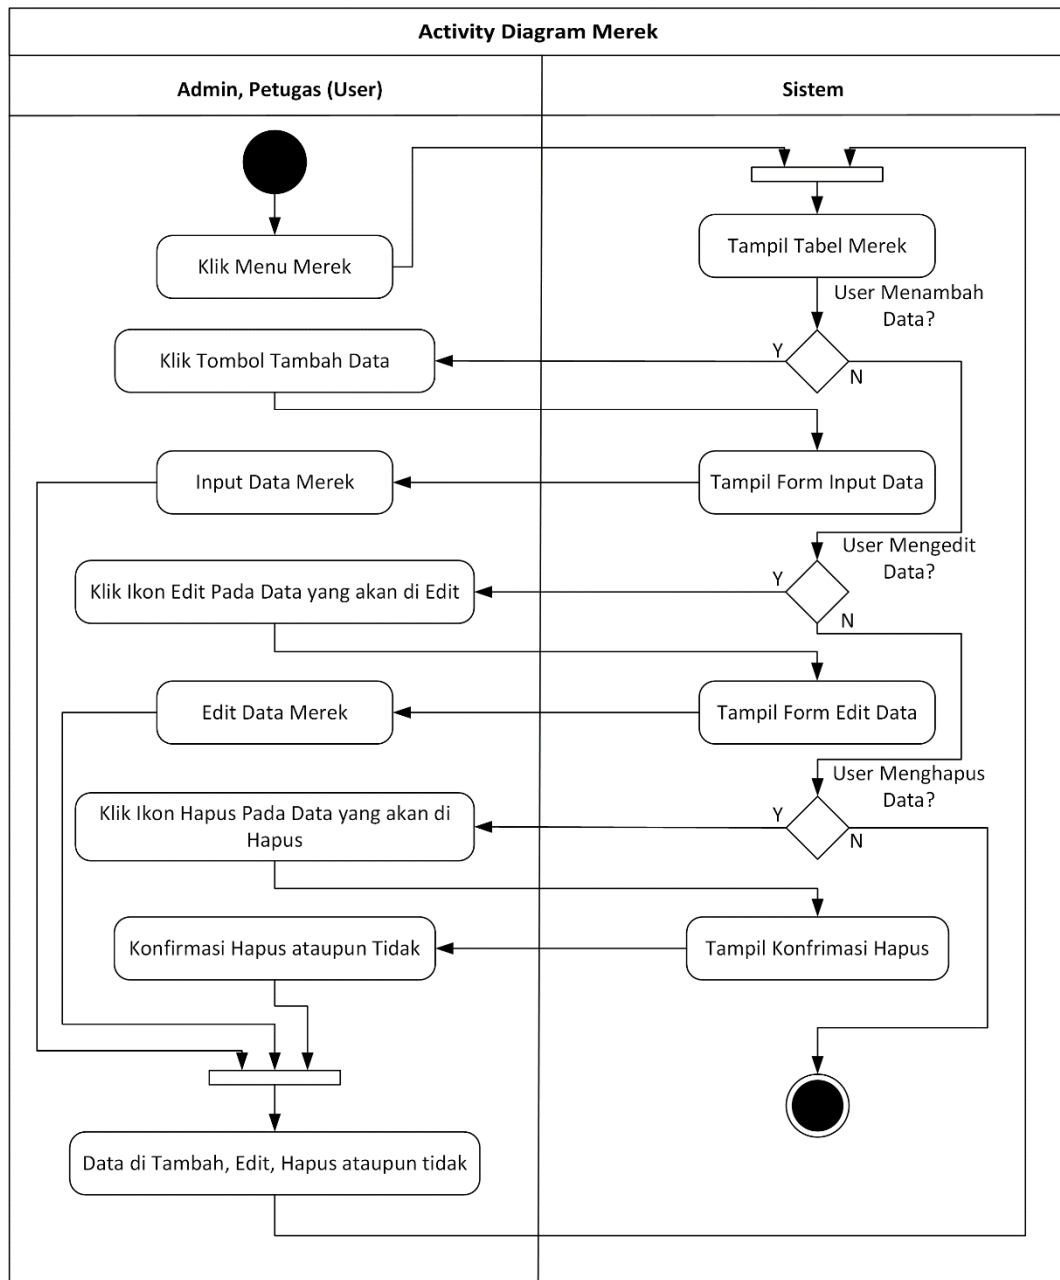 Activity Diagram Merek
Admin, Petugas (User)
Sistem
Klik Menu Merek
Tampil Tabel Merek
User Menambah
Data?
Y
N
Klik Tombol Tambah Data
Input Data Merek
Tampil Form Input Data
User Mengedit
Data?
Y
N
Klik Ikon Edit Pada Data yang akan di Edit
Edit Data Merek
Tampil Form Edit Data
User Menghapus
Data?
Y
N
Klik Ikon Hapus Pada Data yang akan di
Hapus
Konfirmasi Hapus ataupun Tidak
Tampil Konfrimasi Hapus
Data di Tambah, Edit, Hapus ataupun tidak